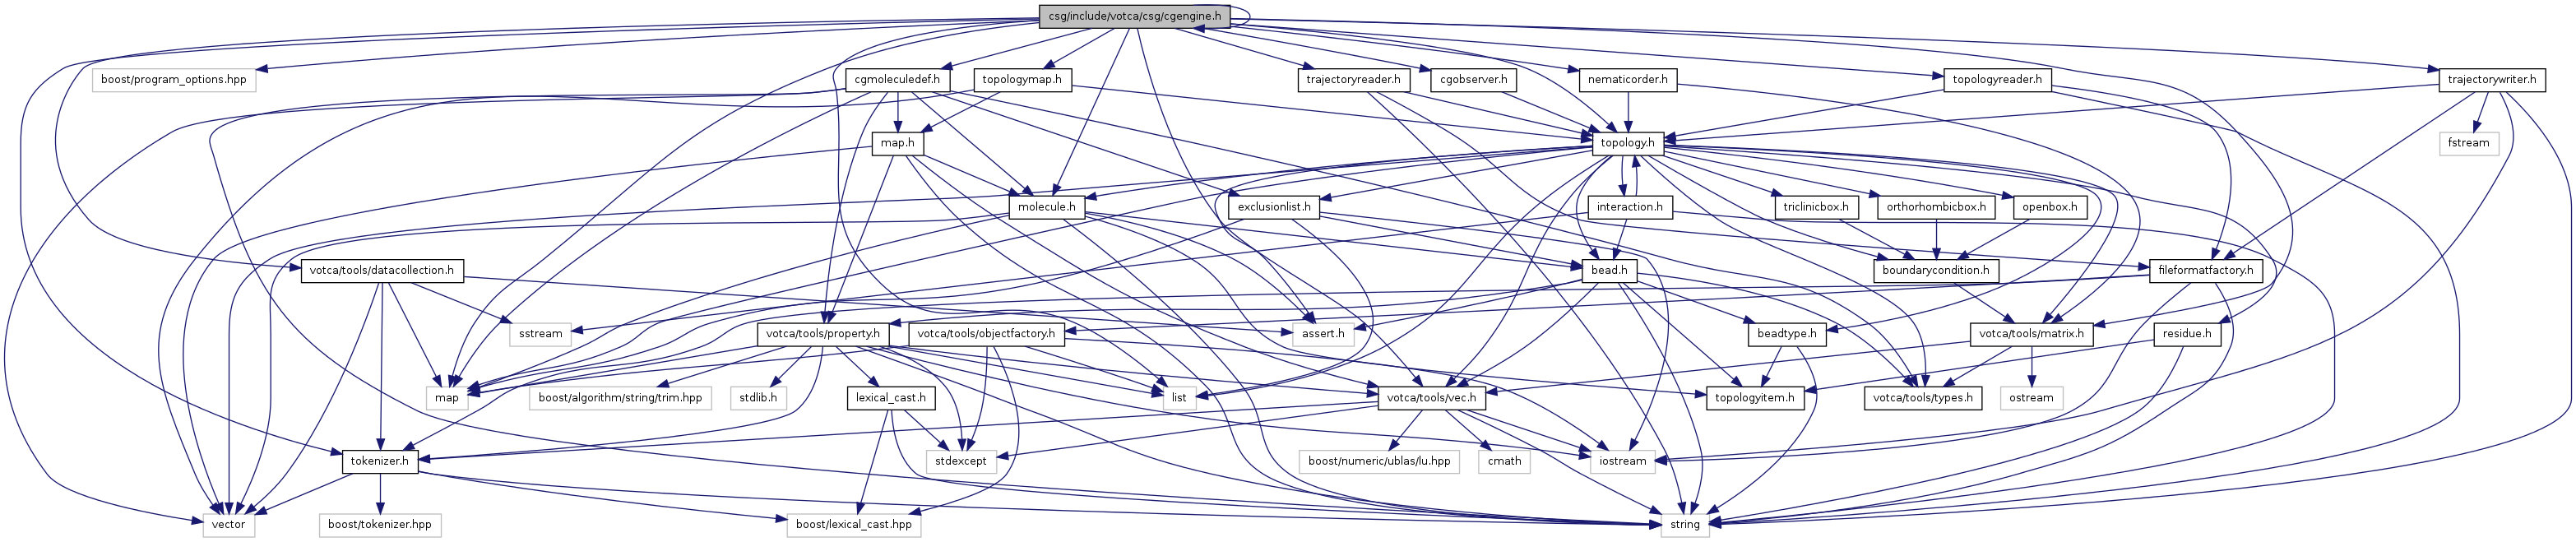 csg/include/votca/csg/cgengine.h
boost/program_options.hpp
cgmoleculedef.h
topologymap.h
trajectoryreader.h
cgobserver.h
nematicorder.h
topologyreader.h
trajectorywriter.h
map.h
topology.h
fstream
molecule.h
exclusionlist.h
interaction.h
triclinicbox.h
orthorhombicbox.h
openbox.h
votca/tools/datacollection.h
bead.h
boundarycondition.h
fileformatfactory.h
sstream
votca/tools/property.h
votca/tools/objectfactory.h
assert.h
beadtype.h
votca/tools/matrix.h
residue.h
map
boost/algorithm/string/trim.hpp
stdlib.h
lexical_cast.h
list
votca/tools/vec.h
topologyitem.h
votca/tools/types.h
ostream
tokenizer.h
stdexcept
boost/numeric/ublas/lu.hpp
cmath
iostream
vector
boost/tokenizer.hpp
boost/lexical_cast.hpp
string